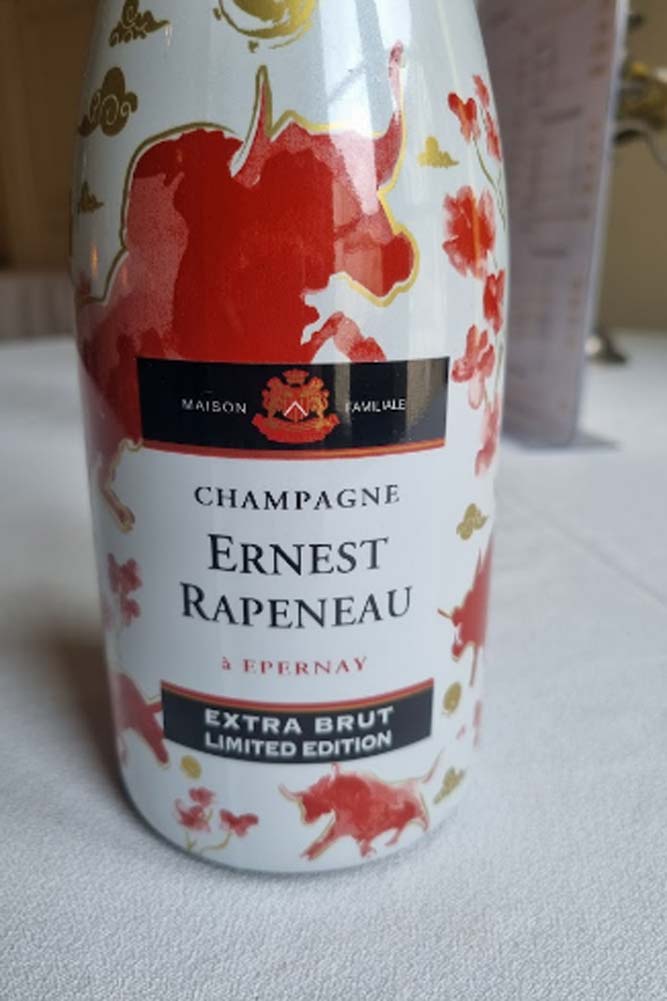 MAISON FAMILIALE
CHAMPAGNE
ERNEST
RAPENEAU
à EPERNAY
EXTRA BRUT
LIMITED EDITION